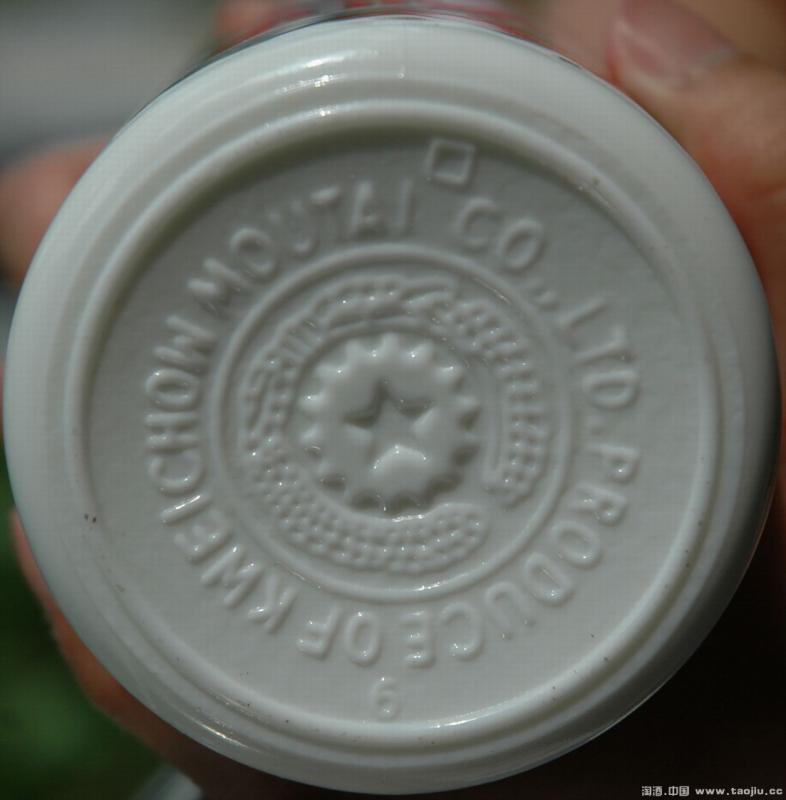 PRODUCE OF KWEICHOW MOUTAI CO., LTD.
6
淘酒.中国 www.taojiu.cc